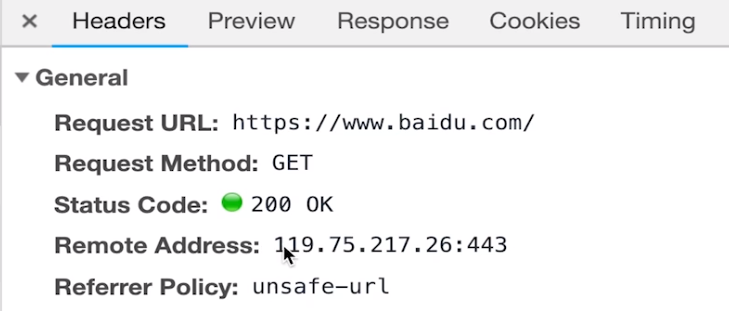 × Headers Preview Response Cookies Timing
▼ General
Request URL: https://www.baidu.com/
Request Method: GET
Status Code: 200 OK
Remote Address: 119.75.217.26:443
Referrer Policy: unsafe-url